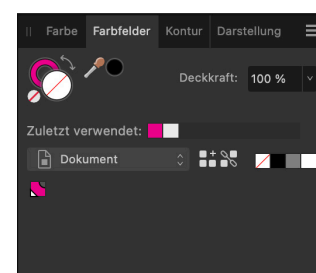 Farbe Farbfelder Kontur Darstellung
Deckkraft: 100 %
Zuletzt verwendet:
Dokument